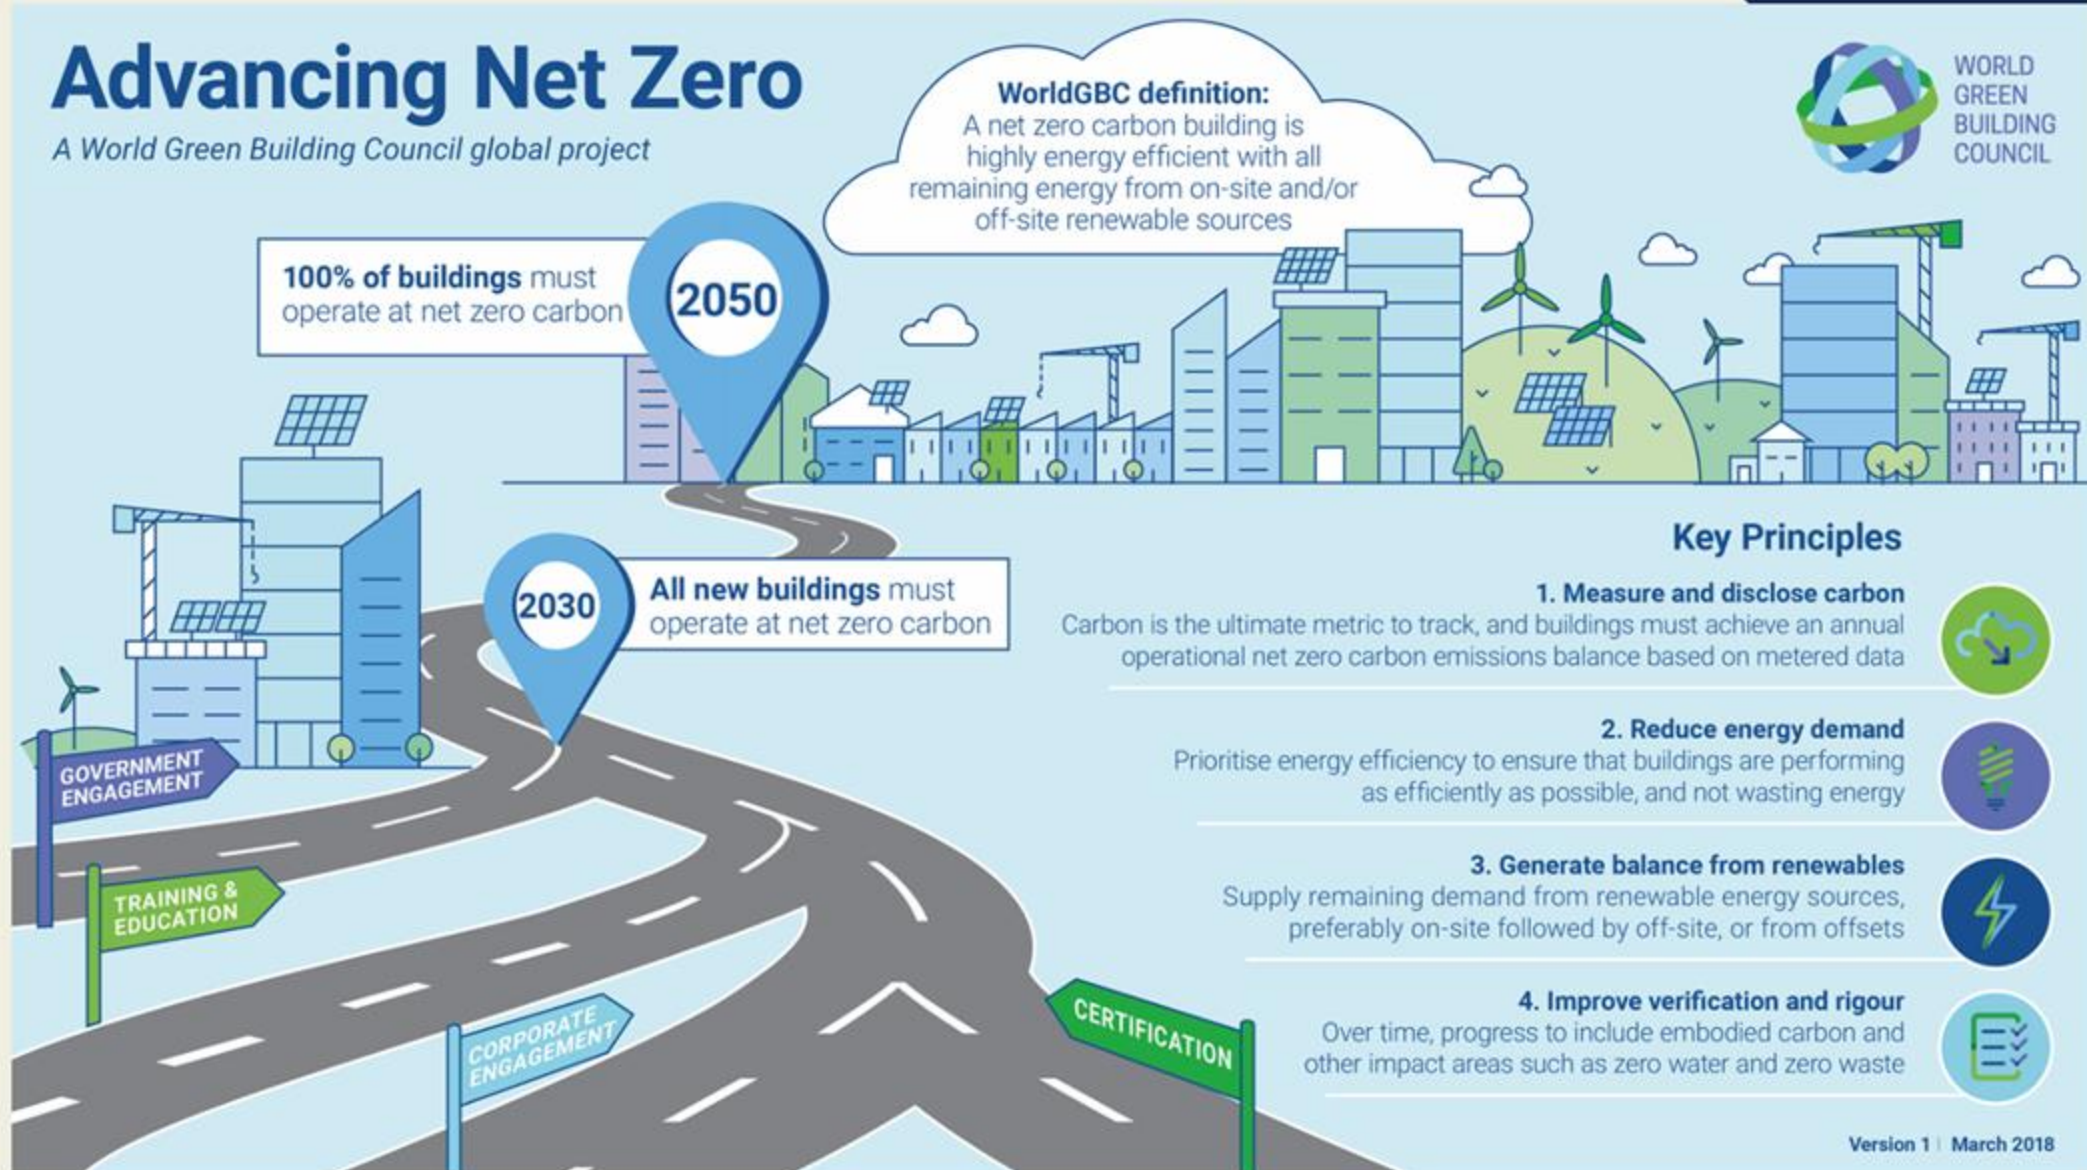 Advancing Net Zero
A World Green Building Council global project
WorldGBC definition:
A net zero carbon building is
highly energy efficient with all
remaining energy from on-site and/or
off-site renewable sources
WORLD
GREEN
BUILDING
COUNCIL
100% of buildings must
operate at net zero carbon
2050
2030
All new buildings must
operate at net zero carbon
GOVERNMENT
ENGAGEMENT
TRAINING &
EDUCATION
CORPORATE
ENGAGEMENT
CERTIFICATION
Key Principles
1. Measure and disclose carbon
Carbon is the ultimate metric to track, and buildings must achieve an annual
operational net zero carbon emissions balance based on metered data
2. Reduce energy demand
Prioritise energy efficiency to ensure that buildings are performing
as efficiently as possible, and not wasting energy
3. Generate balance from renewables
Supply remaining demand from renewable energy sources,
preferably on-site followed by off-site, or from offsets
4. Improve verification and rigour
Over time, progress to include embodied carbon and
other impact areas such as zero water and zero waste
Version 1 | March 2018